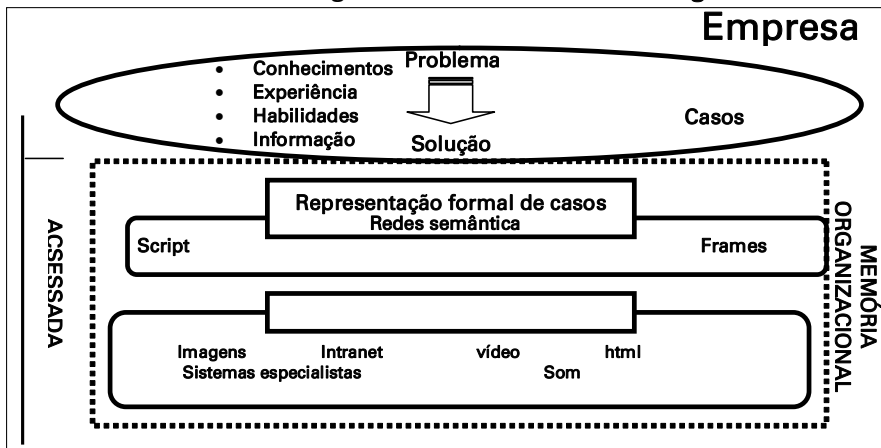 Empresa
• Conhecimentos
• Experiência
• Habilidades
• Informação
Problema
Solução
Casos
Representação formal de casos
Redes semântica
Script
Frames
Imagens Intranet vídeo html
Sistemas especialistas Som
ACSESSADA
MEMÓRIA
ORGANIZACIONAL